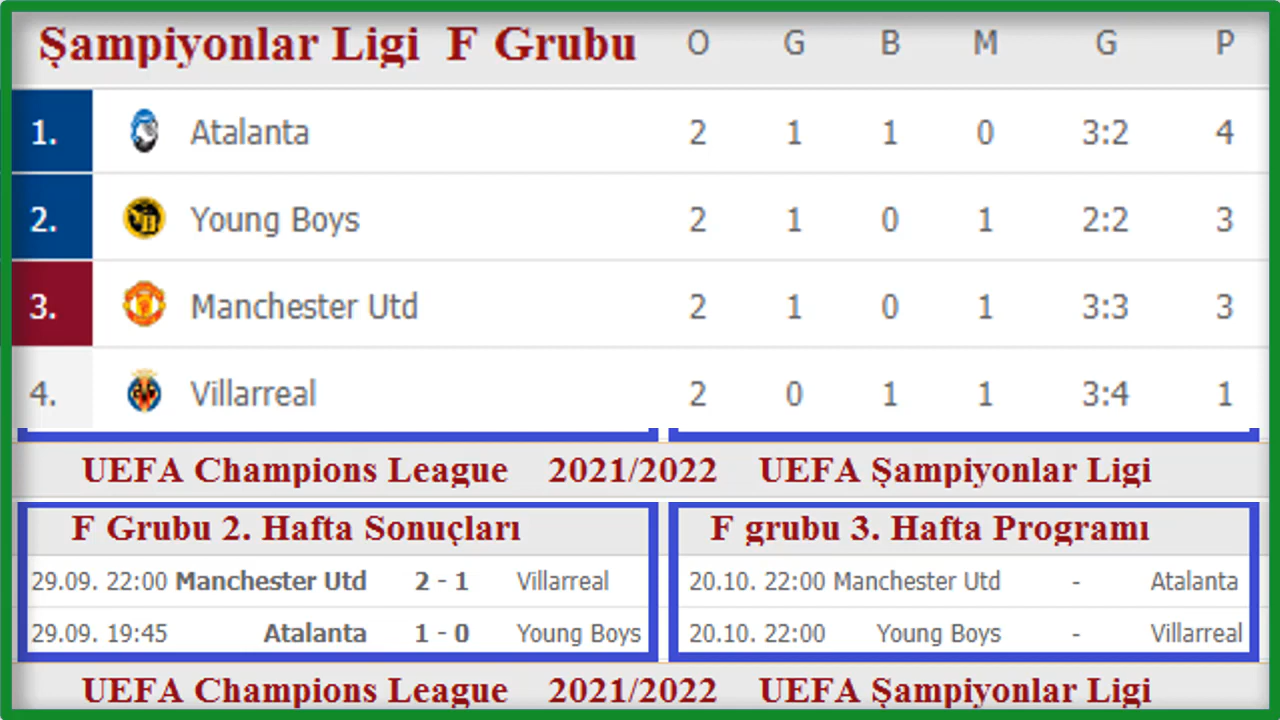 Şampiyonlar Ligi F Grubu O G B M G P
1. Atalanta 2 1 1 0 3:2 4
2. Young Boys 2 1 0 1 2:2 3
3. Manchester Utd 2 1 0 1 3:3 3
4. Villarreal 2 0 1 1 3:4 1
UEFA Champions League 2021/2022 UEFA Şampiyonlar Ligi
F Grubu 2. Hafta Sonuçları
29.09. 22:00 Manchester Utd 2 - 1 Villarreal
29.09. 19:45 Atalanta 1 - 0 Young Boys
F grubu 3. Hafta Programı
20.10. 22:00 Manchester Utd - Atalanta
20.10. 22:00 Young Boys - Villarreal
UEFA Champions League 2021/2022 UEFA Şampiyonlar Ligi